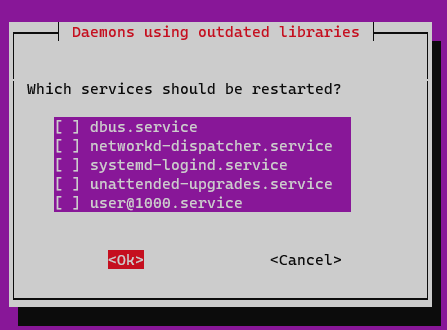 Daemons using outdated libraries
Which services should be restarted?
[ ] dbus.service
[ ] networkd-dispatcher.service
[ ] systemd-logind.service
[ ] unattended-upgrades.service
[ ] user@1000.service
<Ok> <Cancel>